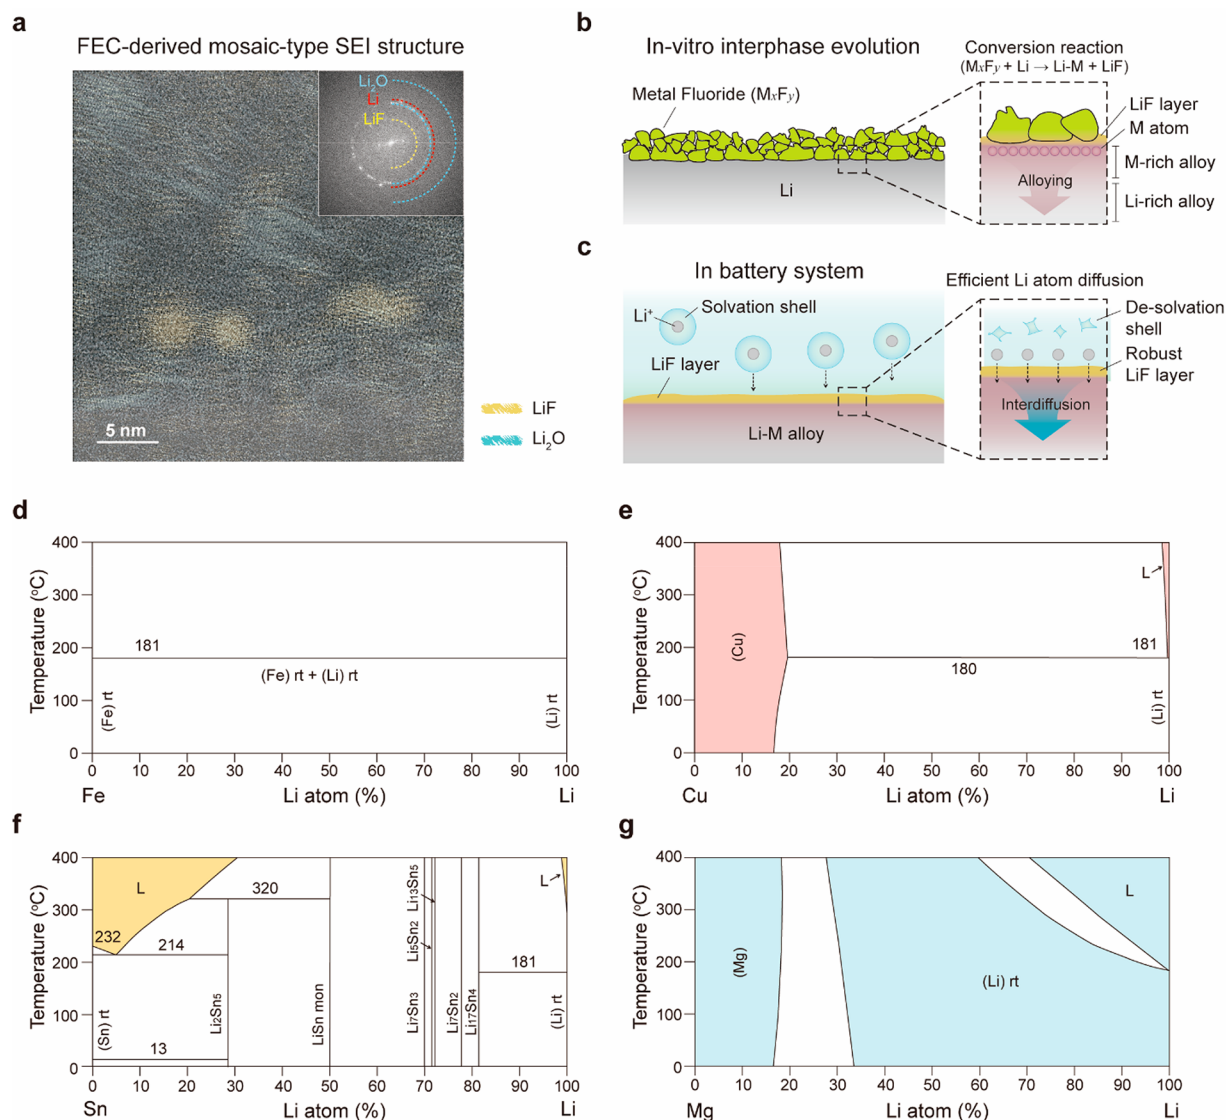 a
FEC-derived mosaic-type SEI structure
Li₂O
Li
LiF
5 nm
LiF
Li₂O
b
In-vitro interphase evolution
Metal Fluoride (MxFy)
Li
Conversion reaction
(MxFy + Li → Li-M + LiF)
LiF layer
M atom
M-rich alloy
Alloying
Li-rich alloy
c
In battery system
Li⁺
Solvation shell
LiF layer
Li-M alloy
Efficient Li atom diffusion
De-solvation
shell
Robust
LiF layer
Interdiffusion
d
Temperature (°C)
400
300
200
100
0
181
(Fe) rt + (Li) rt
(Fe) rt
(Li) rt
0 10 20 30 40 50 60 70 80 90 100
Fe Li atom (%) Li
e
Temperature (°C)
400
300
200
100
0
(Cu)
L
181
180
(Li) rt
0 10 20 30 40 50 60 70 80 90 100
Cu Li atom (%) Li
f
Temperature (°C)
400
300
200
100
0
L
320
232
214
13
181
L
(Sn) rt
Li2Sn5
LiSn mon
Li7Sn3
Li5Sn2
Li13Sn5
Li7Sn2
Li17Sn4
(Li) rt
0 10 20 30 40 50 60 70 80 90 100
Sn Li atom (%) Li
g
Temperature (°C)
400
300
200
100
0
(Mg)
(Li) rt
L
0 10 20 30 40 50 60 70 80 90 100
Mg Li atom (%) Li